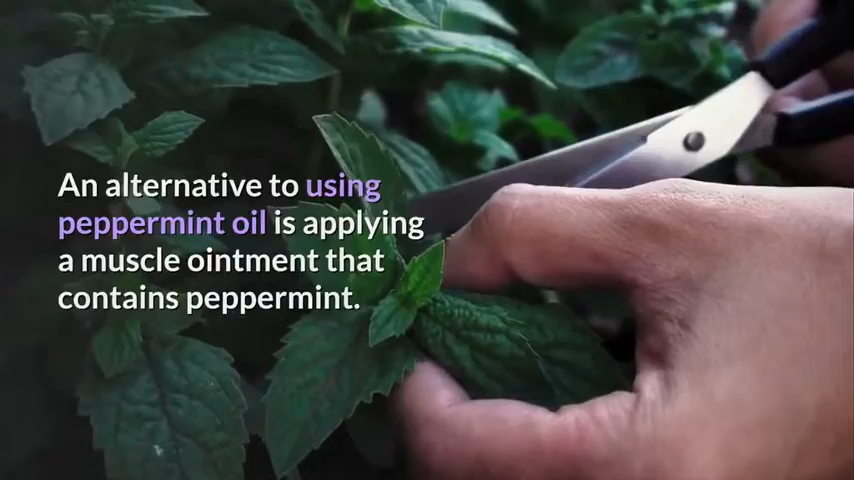 An alternative to using
peppermint oil is applying
a muscle ointment that
contains peppermint.